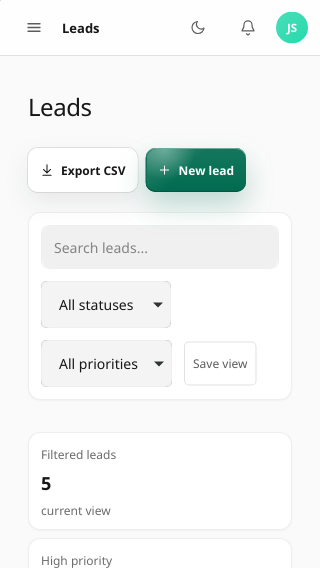 Leads
JS
Leads
Export CSV
New lead
Search leads...
All statuses
All priorities
Save view
Filtered leads
5
current view
High priority